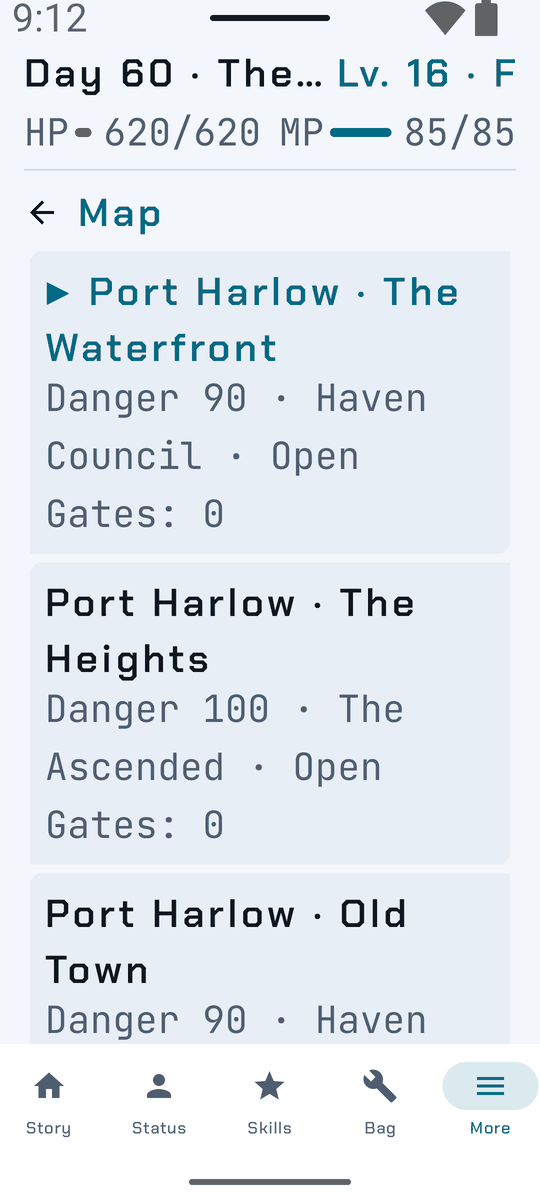 9:12
Day 60 · The… Lv. 16 · F
HP 620/620 MP 85/85
← Map
▶ Port Harlow · The
Waterfront
Danger 90 · Haven
Council · Open
Gates: 0
Port Harlow · The
Heights
Danger 100 · The
Ascended · Open
Gates: 0
Port Harlow · Old
Town
Danger 90 · Haven
Story Status Skills Bag More